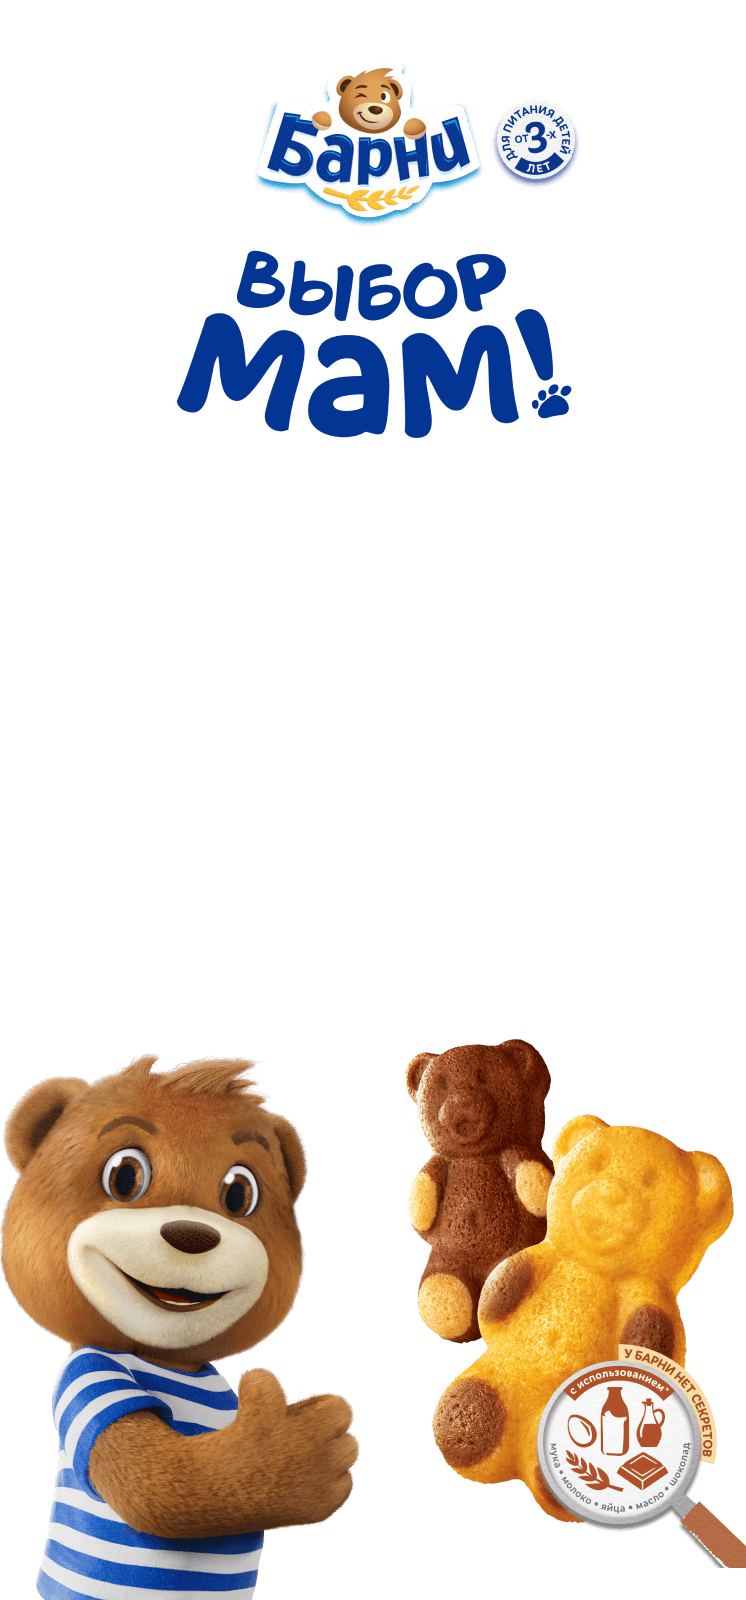 Барни
ДЛЯ ПИТАНИЯ ДЕТЕЙ
от 3-х
ЛЕТ
ВЫБОР
Мам!
У БАРНИ НЕТ СЕКРЕТОВ
с использованием*
мука • молоко • яйца • масло • шоколад